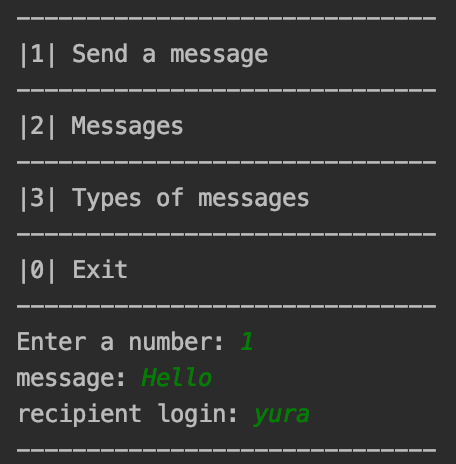 ------------------------------
|1| Send a message
------------------------------
|2| Messages
------------------------------
|3| Types of messages
------------------------------
|0| Exit
------------------------------
Enter a number: 1
message: Hello
recipient login: yura
------------------------------